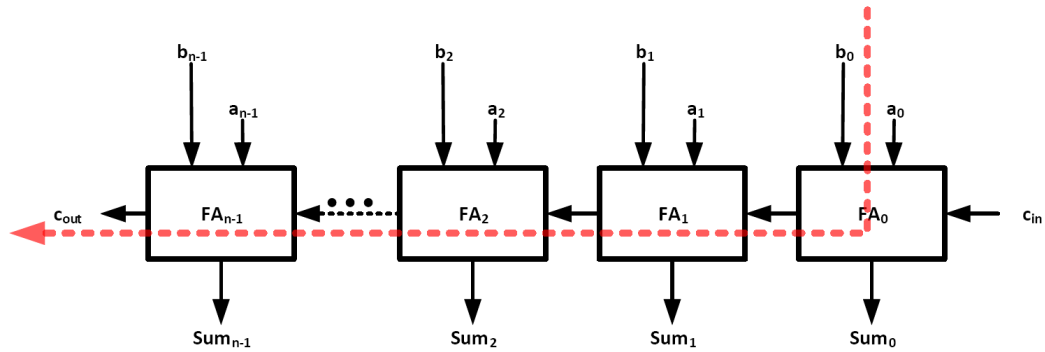 bn-1 b2 b1 b0
an-1 a2 a1 a0
cout FAn-1 FA2 FA1 FA0 cin
Sumn-1 Sum2 Sum1 Sum0